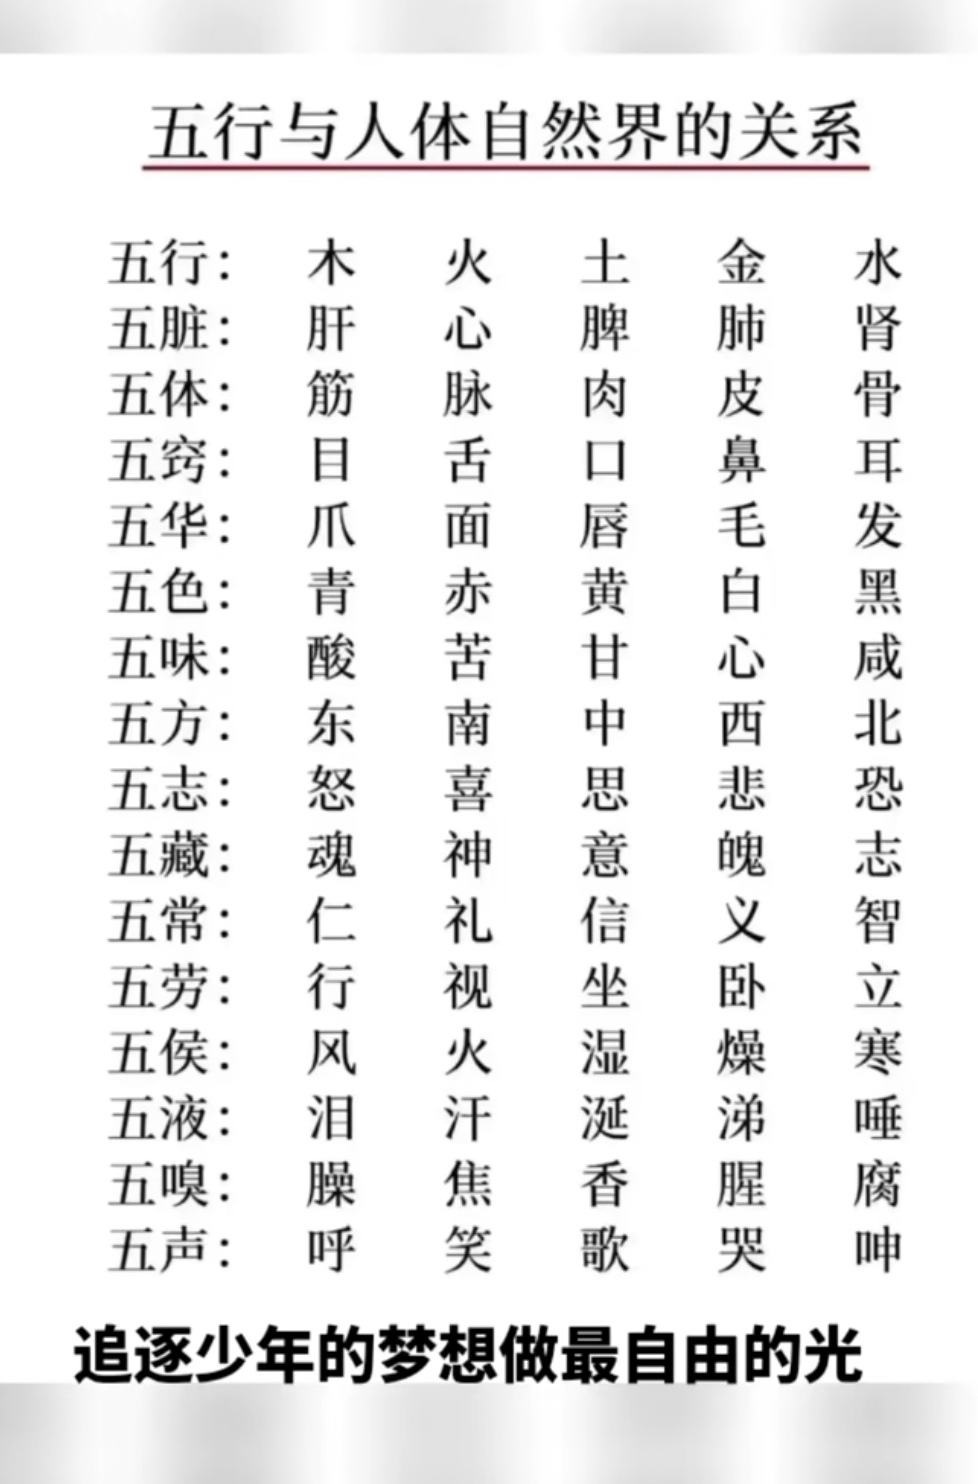 五行与人体自然界的关系
五行： 木 火 土 金 水
五脏： 肝 心 脾 肺 肾
五体： 筋 脉 肉 皮 骨
五窍： 目 舌 口 鼻 耳
五华： 爪 面 唇 毛 发
五色： 青 赤 黄 白 黑
五味： 酸 苦 甘 心 咸
五方： 东 南 中 西 北
五志： 怒 喜 思 悲 恐
五藏： 魂 神 意 魄 志
五常： 仁 礼 信 义 智
五劳： 行 视 坐 卧 立
五侯： 风 火 湿 燥 寒
五液： 泪 汗 涎 涕 唾
五嗅： 臊 焦 香 腥 腐
五声： 呼 笑 歌 哭 呻
追逐少年的梦想做最自由的光